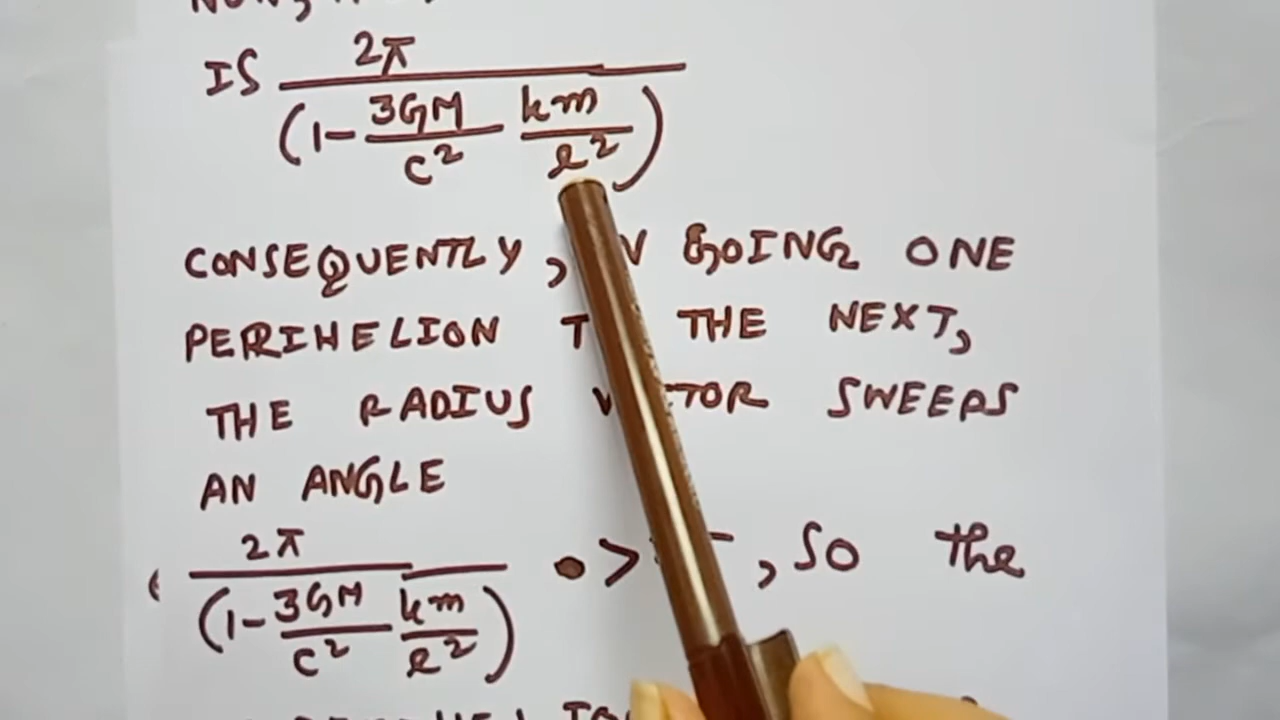 IS 2π / (1 - 3GM/c² km/l²)
CONSEQUENTLY, GOING ONE
PERIHELION THE NEXT,
THE RADIUS SWEEPS
AN ANGLE
2π / (1 - 3GM/c² km/l²) > , SO the